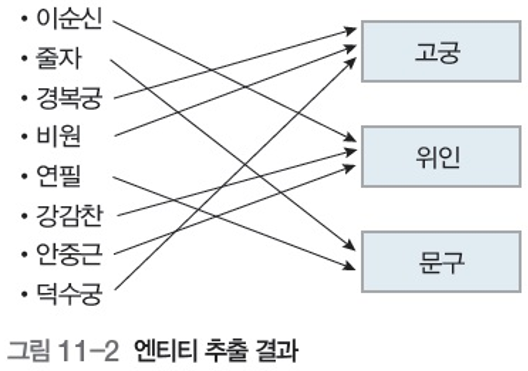 • 이순신
• 줄자
• 경복궁
• 비원
• 연필
• 강감찬
• 안중근
• 덕수궁
고궁
위인
문구
그림 11-2 엔티티 추출 결과